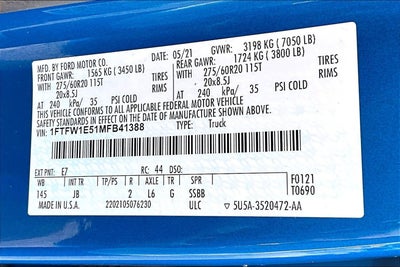 MFD. BY FORD MOTOR CO.
DATE: 05/21 GVWR: 3198 KG ( 7050 LB)
FRONT GAWR: 1565 KG ( 3450 LB) REAR GAWR: 1724 KG ( 3800 LB)
WITH 275/60R20 115T TIRES WITH 275/60R20 115T TIRES
20x8.5J RIMS 20x8.5J RIMS
AT 240 kPa/ 35 PSI COLD AT 240 kPa/ 35 PSI COLD
THIS VEHICLE CONFORMS TO ALL APPLICABLE FEDERAL MOTOR VEHICLE
SAFETY STANDARDS IN EFFECT ON THE DATE OF MANUFACTURE SHOWN ABOVE.
VIN: 1FTFW1E51MFB41388 TYPE: Truck
EXT PNT: E7 RC: 44 DSO: F0121
WB BRK INT TR TP/PS R AXLE TR SPR T0690
145 JB 2 L6 G SSBB
MADE IN U.S.A. 2202105076230 ULC 5U5A-3520472-AA